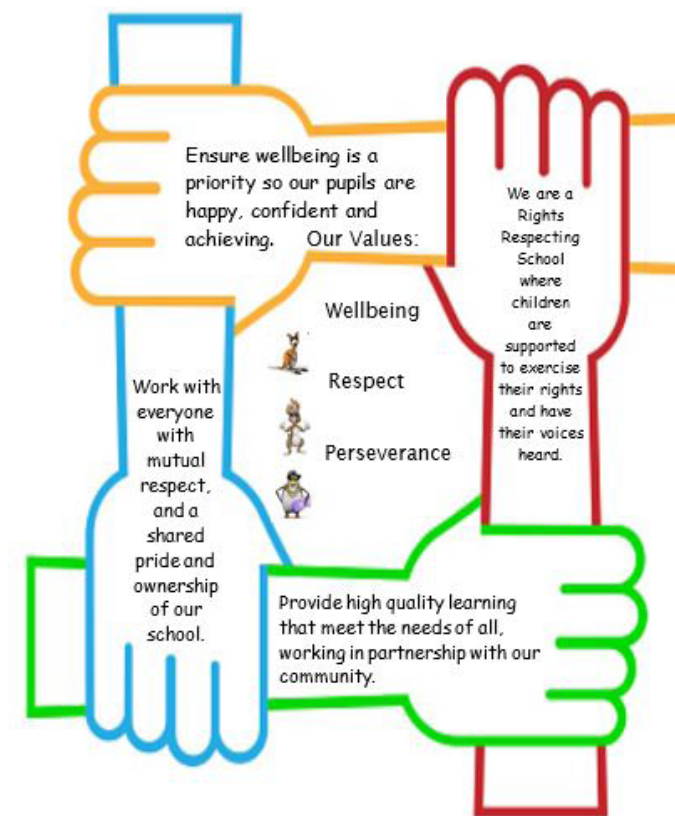 Ensure wellbeing is a
priority so our pupils are
happy, confident and
achieving.
Our Values:
Wellbeing
Respect
Perseverance
We are a
Rights
Respecting
School
where
children
are
supported
to exercise
their rights
and have
their voices
heard.
Work with
everyone
with
mutual
respect,
and a
shared
pride and
ownership
of our
school.
Provide high quality learning
that meet the needs of all,
working in partnership with our
community.